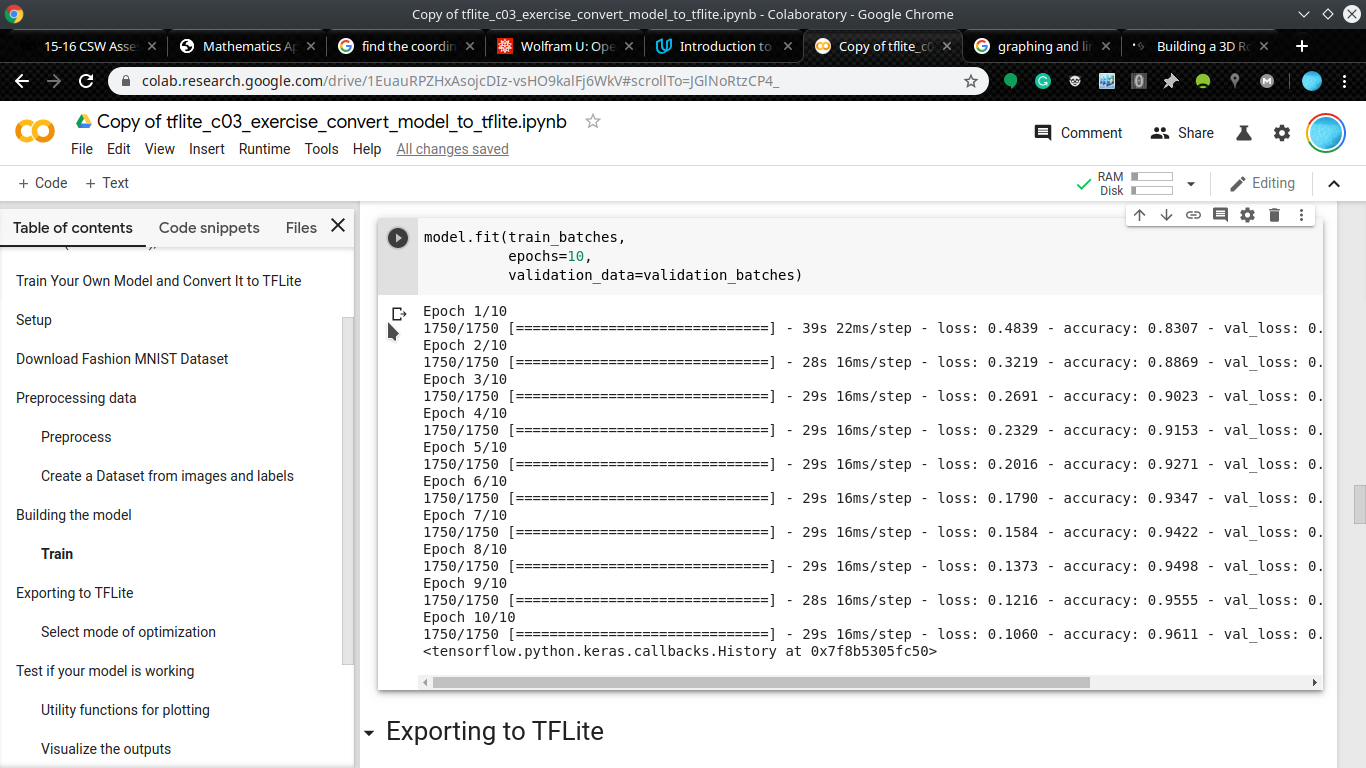 Copy of tflite_c03_exercise_convert_model_to_tflite.ipynb - Colaboratory - Google Chrome
15-16 CSW Asse
Mathematics Ap
find the coordin
Wolfram U: Ope
Introduction to
Copy of tflite_c0
graphing and lin
Building a 3D Ro
colab.research.google.com/drive/1EuauRPZHxAsojcDIz-vsHO9kalFj6WkV#scrollTo=JGlNoRtzCP4_
Copy of tflite_c03_exercise_convert_model_to_tflite.ipynb
Comment
Share
File Edit View Insert Runtime Tools Help All changes saved
+ Code + Text
RAM
Disk
Editing
Table of contents Code snippets Files
Train Your Own Model and Convert It to TFLite
Setup
Download Fashion MNIST Dataset
Preprocessing data
Preprocess
Create a Dataset from images and labels
Building the model
Train
Exporting to TFLite
Select mode of optimization
Test if your model is working
Utility functions for plotting
Visualize the outputs
model.fit(train_batches,
epochs=10,
validation_data=validation_batches)
Epoch 1/10
1750/1750 [==============================] - 39s 22ms/step - loss: 0.4839 - accuracy: 0.8307 - val_loss: 0.
Epoch 2/10
1750/1750 [==============================] - 28s 16ms/step - loss: 0.3219 - accuracy: 0.8869 - val_loss: 0.
Epoch 3/10
1750/1750 [==============================] - 29s 16ms/step - loss: 0.2691 - accuracy: 0.9023 - val_loss: 0.
Epoch 4/10
1750/1750 [==============================] - 29s 16ms/step - loss: 0.2329 - accuracy: 0.9153 - val_loss: 0.
Epoch 5/10
1750/1750 [==============================] - 29s 16ms/step - loss: 0.2016 - accuracy: 0.9271 - val_loss: 0.
Epoch 6/10
1750/1750 [==============================] - 29s 16ms/step - loss: 0.1790 - accuracy: 0.9347 - val_loss: 0.
Epoch 7/10
1750/1750 [==============================] - 29s 16ms/step - loss: 0.1584 - accuracy: 0.9422 - val_loss: 0.
Epoch 8/10
1750/1750 [==============================] - 29s 16ms/step - loss: 0.1373 - accuracy: 0.9498 - val_loss: 0.
Epoch 9/10
1750/1750 [==============================] - 28s 16ms/step - loss: 0.1216 - accuracy: 0.9555 - val_loss: 0.
Epoch 10/10
1750/1750 [==============================] - 29s 16ms/step - loss: 0.1060 - accuracy: 0.9611 - val_loss: 0.
<tensorflow.python.keras.callbacks.History at 0x7f8b5305fc50>
Exporting to TFLite